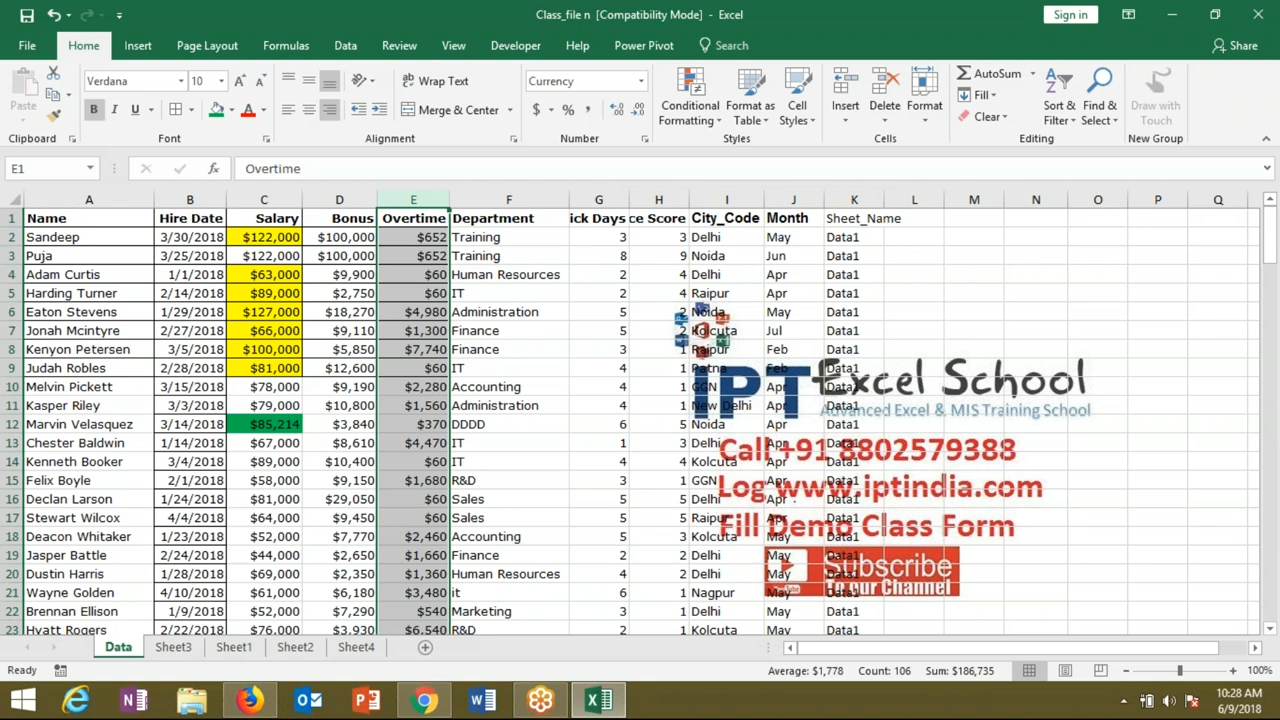 Class_file n [Compatibility Mode] - Excel
Sign in
File Home Insert Page Layout Formulas Data Review View Developer Help Power Pivot Search Share
Paste
Verdana 10
B I U
Wrap Text
Merge & Center
Currency
$ % ,
Conditional Formatting
Format as Table
Cell Styles
Insert
Delete
Format
AutoSum
Fill
Clear
Sort & Filter
Find & Select
Draw with Touch
Clipboard Font Alignment Number Styles Cells Editing New Group
E1 fx Overtime
A B C D E F G H I J K L M N O P Q
1 Name Hire Date Salary Bonus Overtime Department ick Days ce Score City_Code Month Sheet_Name
2 Sandeep 3/30/2018 $122,000 $100,000 $652 Training 3 3 Delhi May Data1
3 Puja 3/25/2018 $122,000 $100,000 $652 Training 8 9 Noida Jun Data1
4 Adam Curtis 1/1/2018 $63,000 $9,900 $60 Human Resources 2 4 Delhi Apr Data1
5 Harding Turner 2/14/2018 $89,000 $2,750 $60 IT 2 4 Raipur Apr Data1
6 Eaton Stevens 1/29/2018 $127,000 $18,270 $4,980 Administration 5 2 Noida May Data1
7 Jonah Mcintyre 2/27/2018 $66,000 $9,110 $1,300 Finance 5 2 Kolcuta Jul Data1
8 Kenyon Petersen 3/5/2018 $100,000 $5,850 $7,740 Finance 3 1 Raipur Feb Data1
9 Judah Robles 2/28/2018 $81,000 $12,600 $60 IT 4 1 Patna Feb Data1
10 Melvin Pickett 3/15/2018 $78,000 $9,190 $2,280 Accounting 4 1 GGN Apr Data1
11 Kasper Riley 3/3/2018 $79,000 $10,800 $1,560 Administration 4 1 New Delhi Apr Data1
12 Marvin Velasquez 3/14/2018 $85,214 $3,840 $370 DDDD 6 5 Noida Apr Data1
13 Chester Baldwin 1/14/2018 $67,000 $8,610 $4,470 IT 1 3 Delhi Apr Data1
14 Kenneth Booker 3/4/2018 $89,000 $10,400 $60 IT 4 4 Kolcuta Apr Data1
15 Felix Boyle 2/1/2018 $58,000 $9,150 $1,680 R&D 3 1 GGN Apr Data1
16 Declan Larson 1/24/2018 $81,000 $29,050 $60 Sales 5 5 Delhi Apr Data1
17 Stewart Wilcox 4/4/2018 $64,000 $9,450 $60 Sales 5 5 Raipur Apr Data1
18 Deacon Whitaker 1/23/2018 $52,000 $7,770 $2,460 Accounting 5 3 Kolcuta May Data1
19 Jasper Battle 2/24/2018 $44,000 $2,650 $1,660 Finance 2 2 Delhi May Data1
20 Dustin Harris 1/28/2018 $69,000 $2,350 $1,360 Human Resources 4 2 Delhi May Data1
21 Wayne Golden 4/10/2018 $61,000 $6,180 $3,480 it 6 1 Nagpur May Data1
22 Brennan Ellison 1/9/2018 $72,000 $7,290 $540 Marketing 3 1 Delhi May Data1
23 Hyatt Rogers 2/22/2018 $76,000 $3,930 $6,540 R&D 2 1 Kolcuta May Data1
IPT Excel School
Advanced Excel & MIS Training School
Call +91 8802579388
Log www.iptindia.com
Fill Demo Class Form
Subscribe
To our Channel
Data Sheet3 Sheet1 Sheet2 Sheet4
Ready Average: $1,778 Count: 106 Sum: $186,735 100%
10:28 AM
6/9/2018